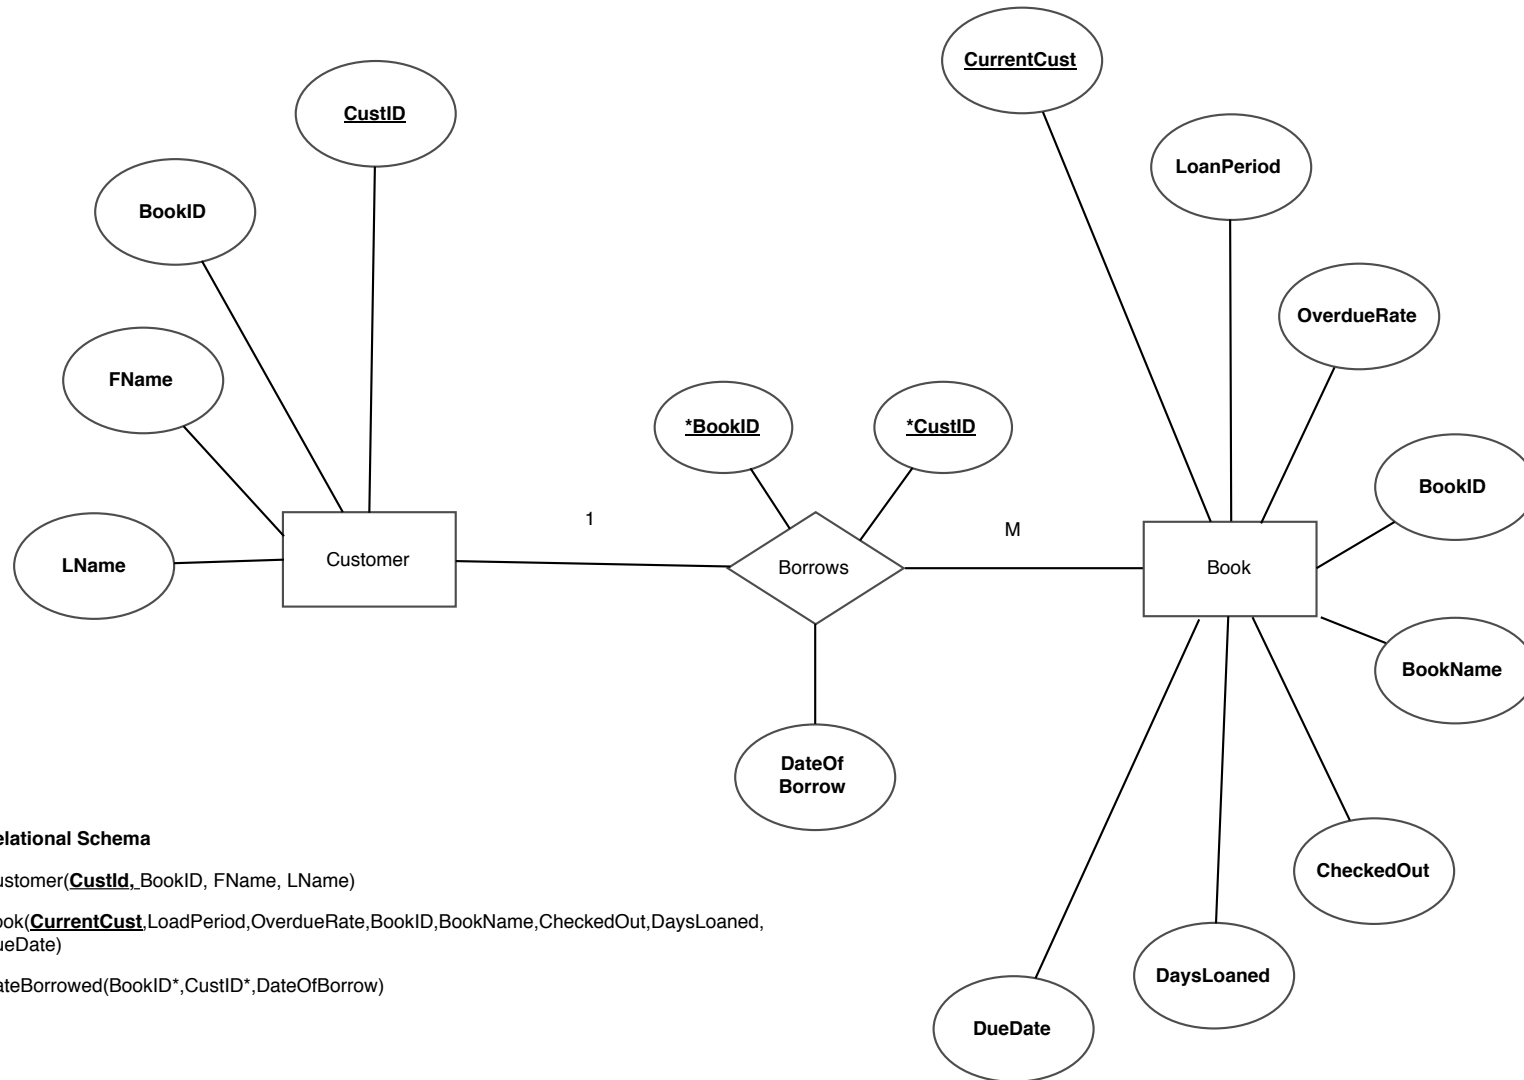 CurrentCust
CustID
LoanPeriod
BookID
OverdueRate
FName
*BookID
*CustID
BookID
1
M
LName
Customer
Borrows
Book
BookName
DateOf
Borrow
elational Schema
CheckedOut
ustomer(CustId, BookID, FName, LName)
ook(CurrentCust,LoadPeriod,OverdueRate,BookID,BookName,CheckedOut,DaysLoaned,
ueDate)
DaysLoaned
ateBorrowed(BookID*,CustID*,DateOfBorrow)
DueDate